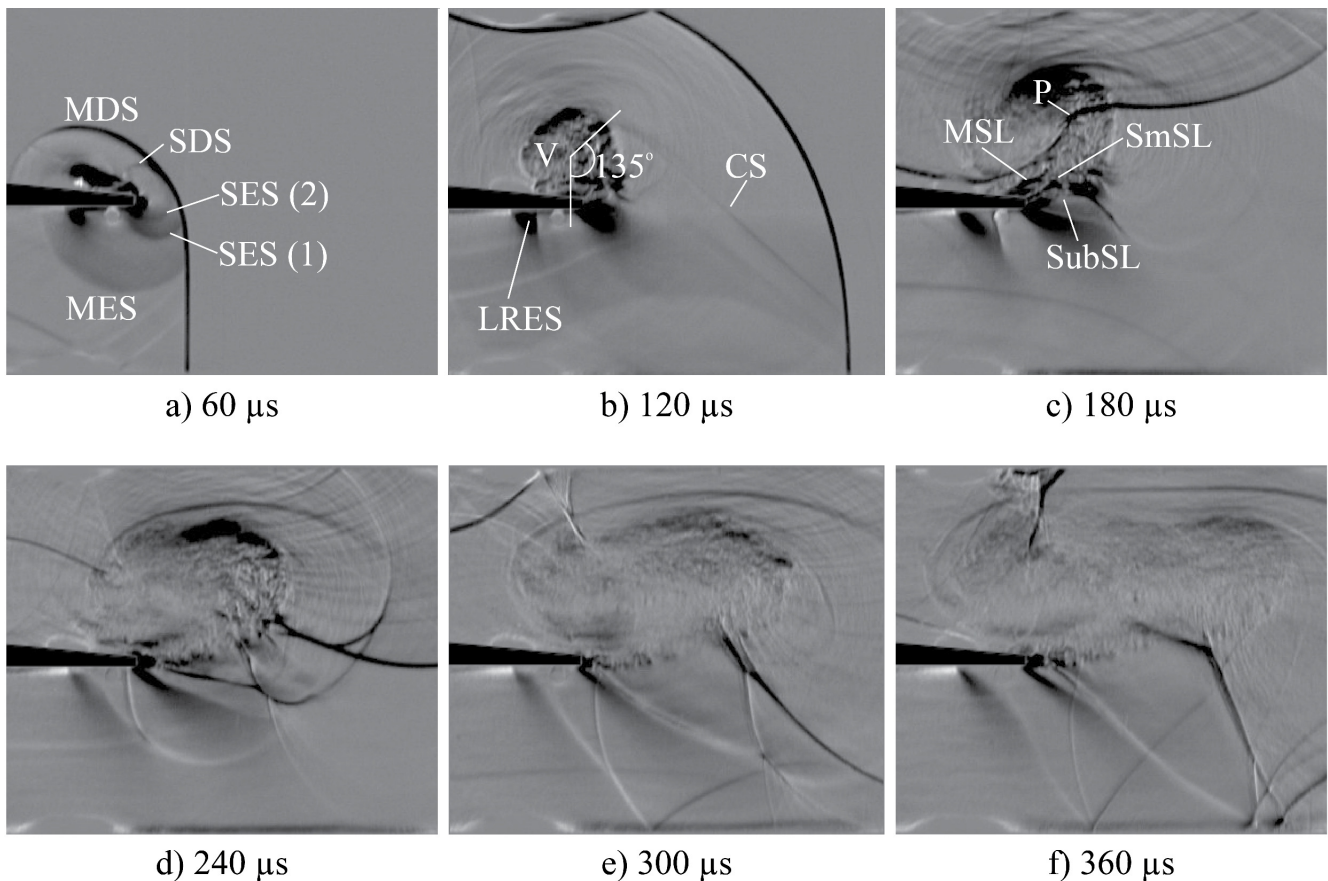 MDS
SDS
SES (2)
SES (1)
MES
V
135°
CS
LRES
P
MSL
SmSL
SubSL
a) 60 µs
b) 120 µs
c) 180 µs
d) 240 µs
e) 300 µs
f) 360 µs